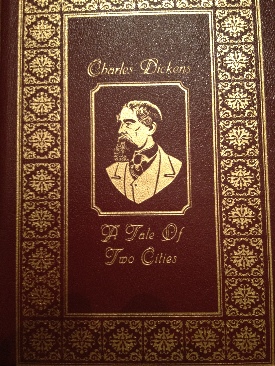 Charles Dickens
A Tale Of
Two Cities